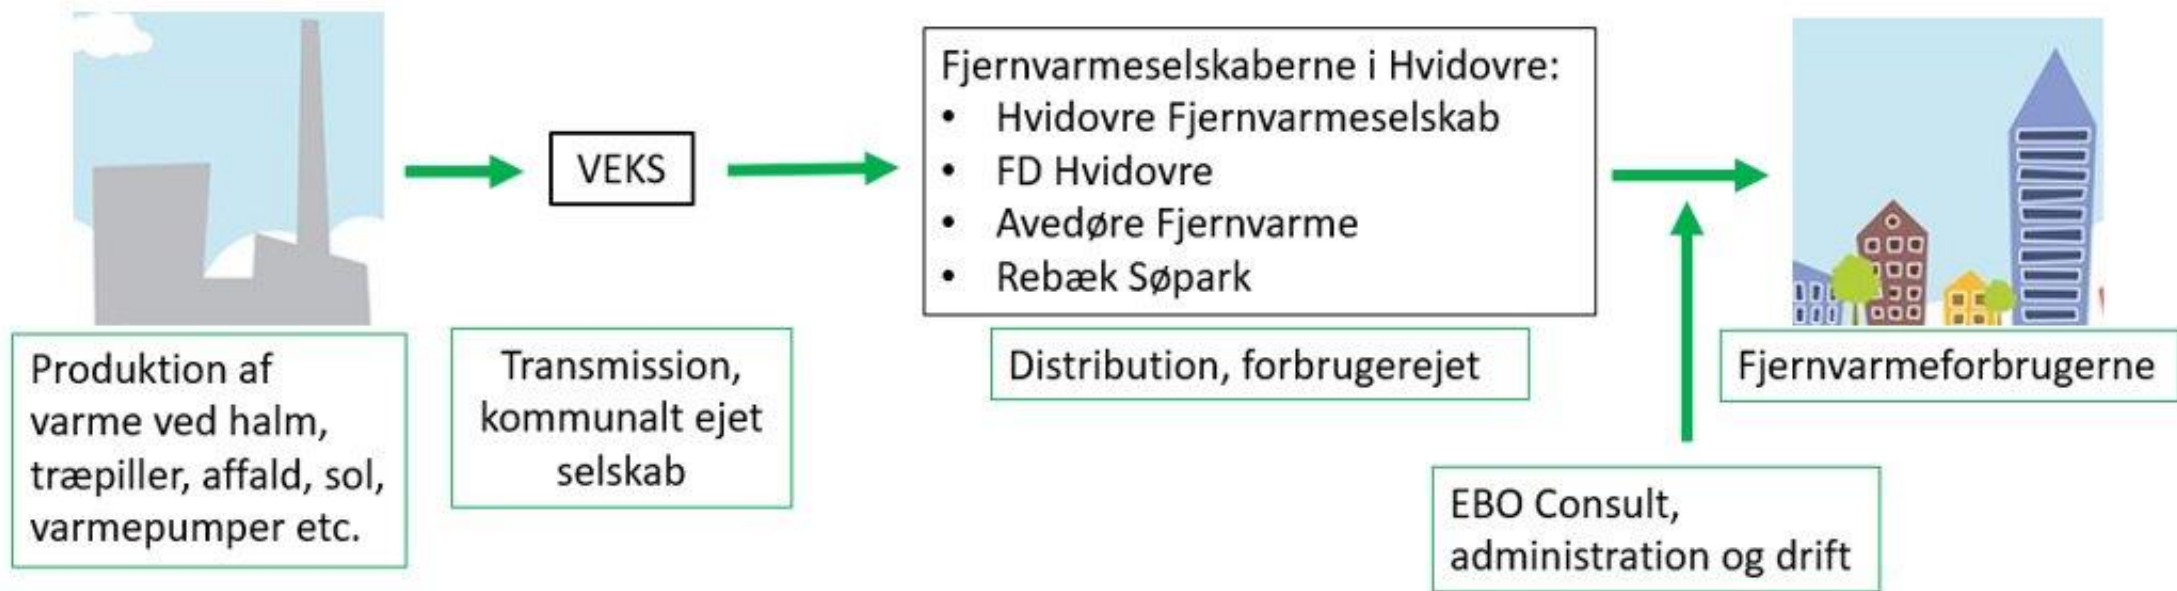 Fjernvarmeselskaberne i Hvidovre:
• Hvidovre Fjernvarmeselskab
• FD Hvidovre
• Avedøre Fjernvarme
• Rebæk Søpark
VEKS
Produktion af
varme ved halm,
træpiller, affald, sol,
varmepumper etc.
Transmission,
kommunalt ejet
selskab
Distribution, forbrugerejet
Fjernvarmeforbrugerne
EBO Consult,
administration og drift